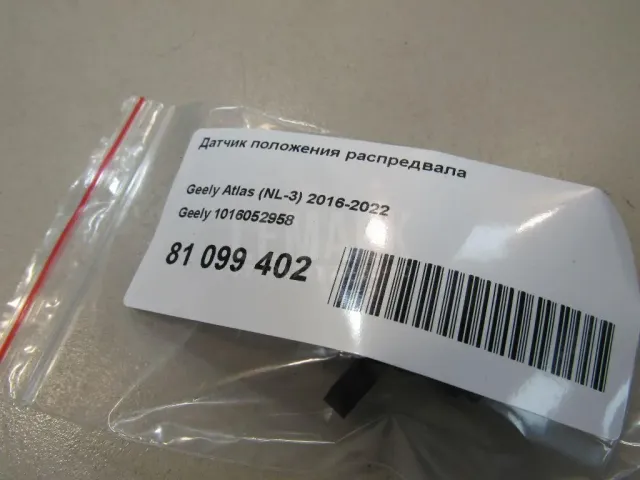 Датчик положения распредвала
Geely Atlas (NL-3) 2016-2022
Geely 1016052958
81 099 402